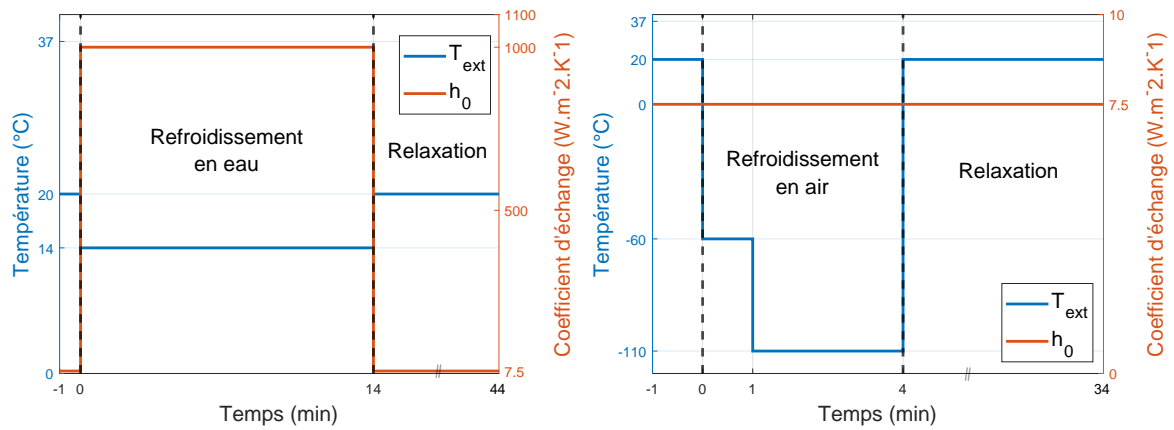 1100
37
1000
T_ext
h_0
Refroidissement
en eau
Relaxation
Température (°C)
Coefficient d'échange (W.m⁻2.K⁻1)
20
500
14
0
7.5
-1 0 14 44
Temps (min)
10
37
20
0
7.5
Refroidissement
en air
Relaxation
Température (°C)
Coefficient d'échange (W.m⁻2.K⁻1)
-60
T_ext
h_0
-110
0
-1 0 1 4 34
Temps (min)